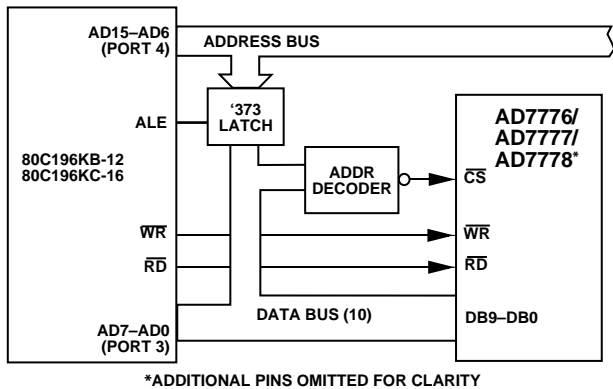 AD15–AD6
(PORT 4)
ADDRESS BUS
ALE
'373
LATCH
AD7776/
AD7777/
AD7778*
80C196KB-12
80C196KC-16
ADDR
DECODER
CS
WR
WR
RD
RD
DATA BUS (10)
DB9–DB0
AD7–AD0
(PORT 3)
*ADDITIONAL PINS OMITTED FOR CLARITY